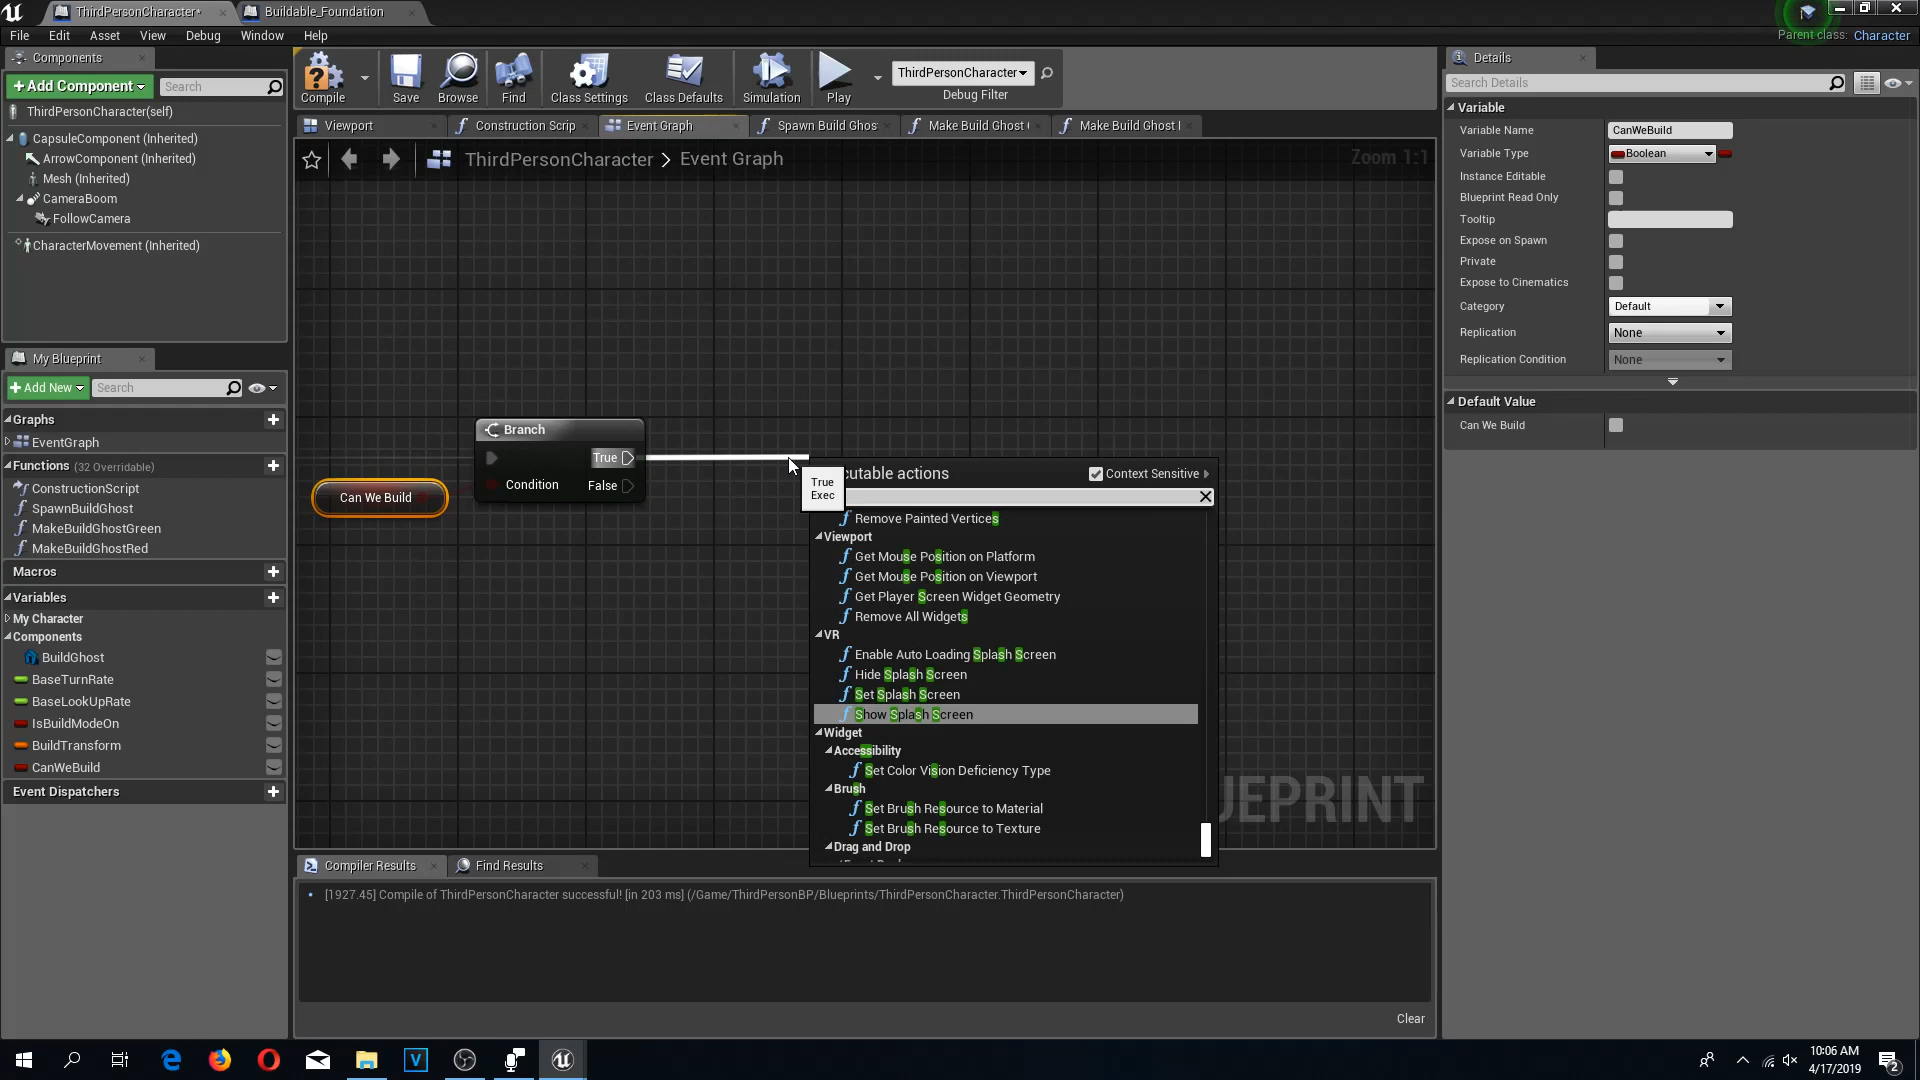 ThirdPersonCharacter*
Buildable_Foundation
File Edit Asset View Debug Window Help
Parent class: Character
Components
+Add Component
Search
ThirdPersonCharacter(self)
CapsuleComponent (Inherited)
ArrowComponent (Inherited)
Mesh (Inherited)
CameraBoom
FollowCamera
CharacterMovement (Inherited)
My Blueprint
+Add New
Search
Graphs
EventGraph
Functions (32 Overridable)
ConstructionScript
SpawnBuildGhost
MakeBuildGhostGreen
MakeBuildGhostRed
Macros
Variables
My Character
Components
BuildGhost
BaseTurnRate
BaseLookUpRate
IsBuildModeOn
BuildTransform
CanWeBuild
Event Dispatchers
Compile
Save
Browse
Find
Class Settings
Class Defaults
Simulation
Play
ThirdPersonCharacter
Debug Filter
Viewport
Construction Scrip
Event Graph
Spawn Build Ghos
Make Build Ghost
Make Build Ghost
ThirdPersonCharacter > Event Graph
Zoom 1:1
Branch
True
Condition
False
Can We Build
True
Exec
cutable actions
Context Sensitive
Remove Painted Vertices
Viewport
Get Mouse Position on Platform
Get Mouse Position on Viewport
Get Player Screen Widget Geometry
Remove All Widgets
VR
Enable Auto Loading Splash Screen
Hide Splash Screen
Set Splash Screen
Show Splash Screen
Widget
Accessibility
Set Color Vision Deficiency Type
Brush
Set Brush Resource to Material
Set Brush Resource to Texture
Drag and Drop
UEPRINT
Compiler Results
Find Results
[1927.45] Compile of ThirdPersonCharacter successful! [in 203 ms] (/Game/ThirdPersonBP/Blueprints/ThirdPersonCharacter.ThirdPersonCharacter)
Clear
Details
Search Details
Variable
Variable Name CanWeBuild
Variable Type Boolean
Instance Editable
Blueprint Read Only
Tooltip
Expose on Spawn
Private
Expose to Cinematics
Category Default
Replication None
Replication Condition None
Default Value
Can We Build
10:06 AM
4/17/2019
2